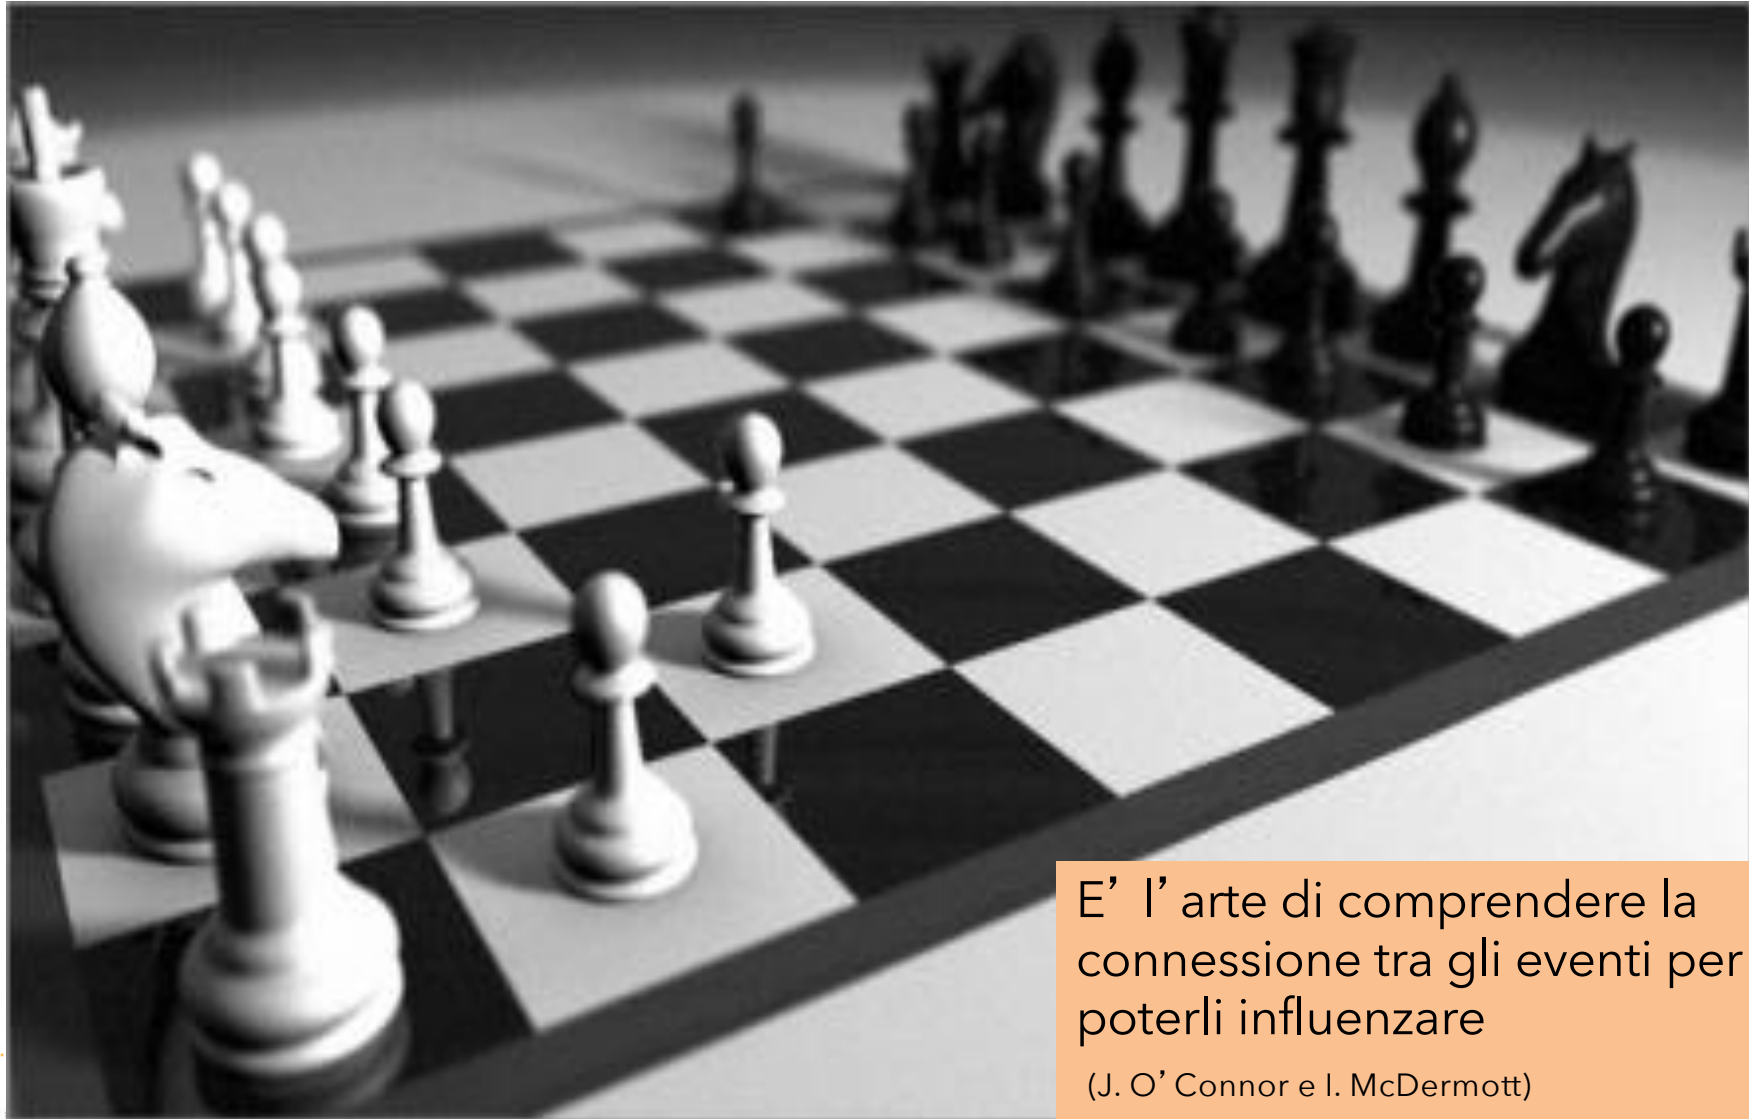 E’ l’arte di comprendere la
connessione tra gli eventi per
poterli influenzare
(J. O’Connor e I. McDermott)